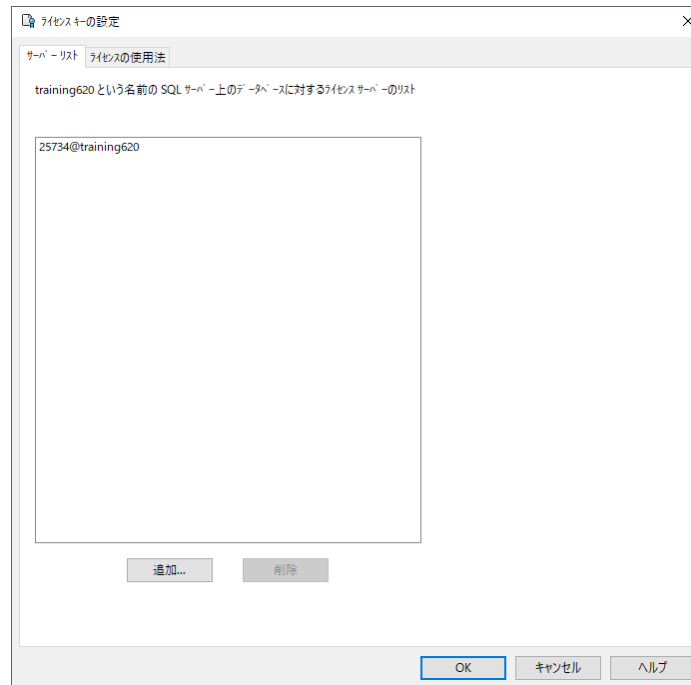 ライセンス キーの設定
サーバー リスト
ライセンスの使用法
training620 という名前の SQL サーバー上のデータベースに対するライセンス サーバーのリスト
25734@training620
追加...
削除
OK
キャンセル
ヘルプ